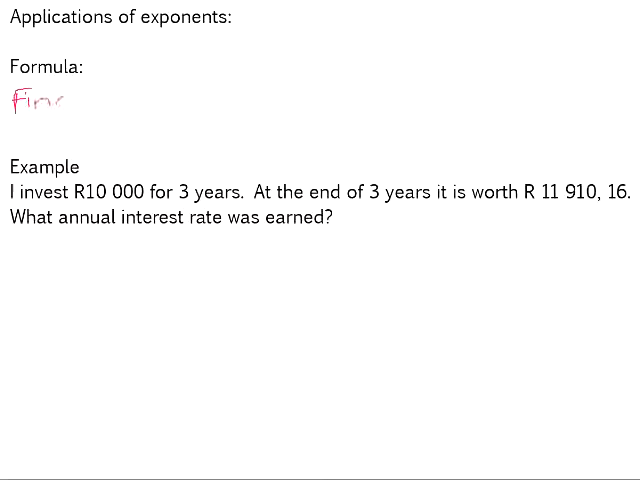 Applications of exponents:
Formula:
Fin
Example
I invest R10 000 for 3 years. At the end of 3 years it is worth R 11 910, 16.
What annual interest rate was earned?